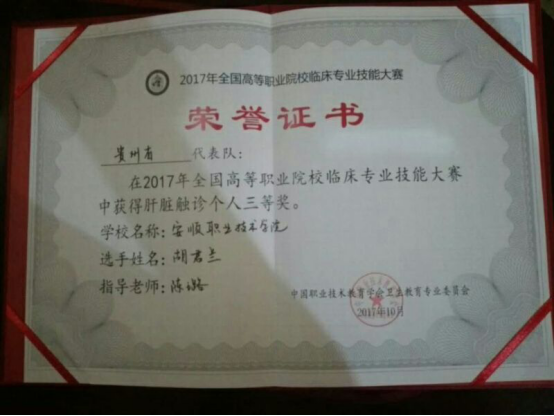 2017年全国高等职业院校临床专业技能大赛
荣誉证书
贵州省 代表队：
在2017年全国高等职业院校临床专业技能大赛
中获得肝脏触诊个人三等奖。
学校名称：安顺职业技术学院
选手姓名：胡君兰
指导老师：陈璐
中国职业技术教育学会卫生教育专业委员会
2017年10月